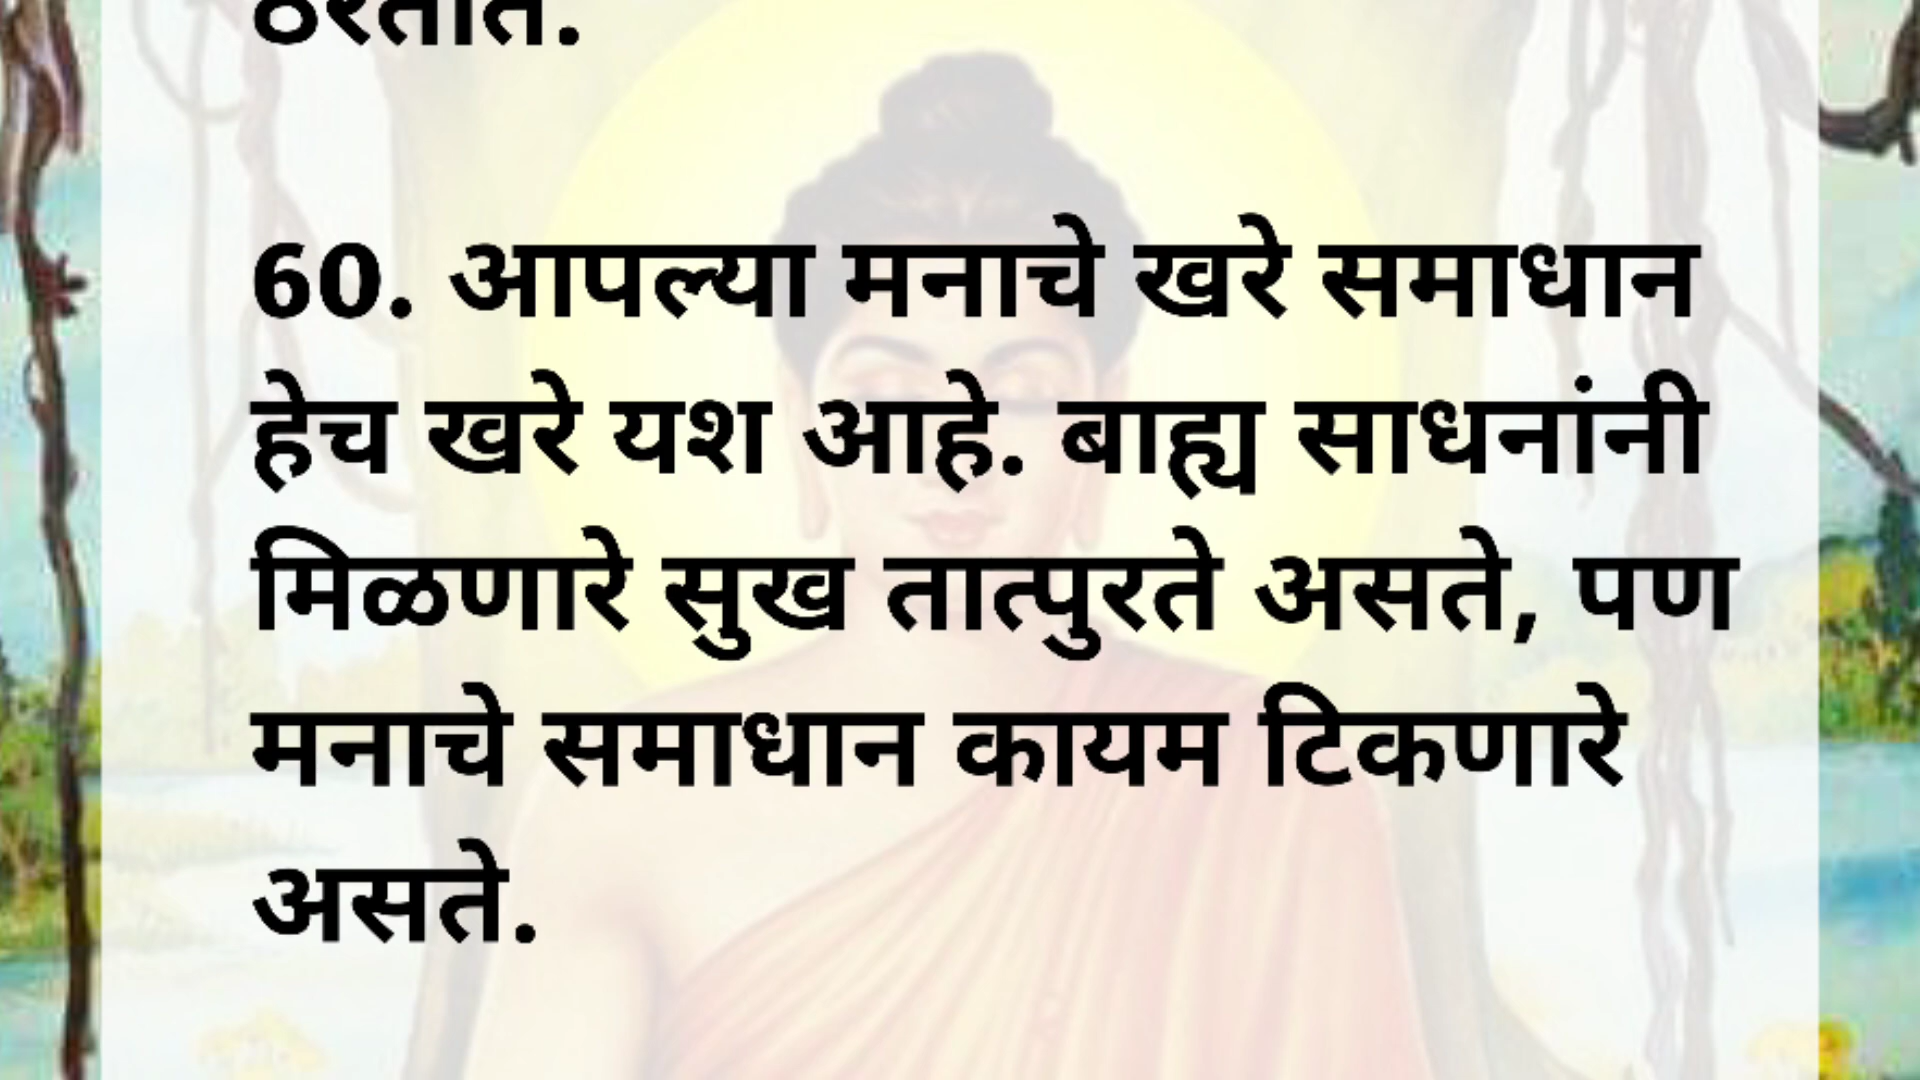 ठरतात.
60. आपल्या मनाचे खरे समाधान
हेच खरे यश आहे. बाह्य साधनांनी
मिळणारे सुख तात्पुरते असते, पण
मनाचे समाधान कायम टिकणारे
असते.